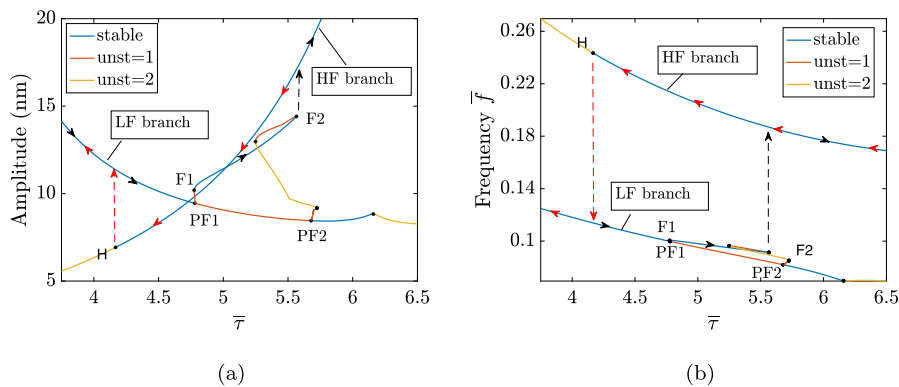 20
15
10
5
Amplitude (nm)
stable
unst=1
unst=2
LF branch
HF branch
F1
F2
PF1
PF2
H
4
4.5
5
5.5
6
6.5
τ̅
(a)
0.26
0.22
0.18
0.14
0.1
Frequency f̅
H
HF branch
stable
unst=1
unst=2
LF branch
F1
PF1
F2
PF2
4
4.5
5
5.5
6
6.5
τ̅
(b)